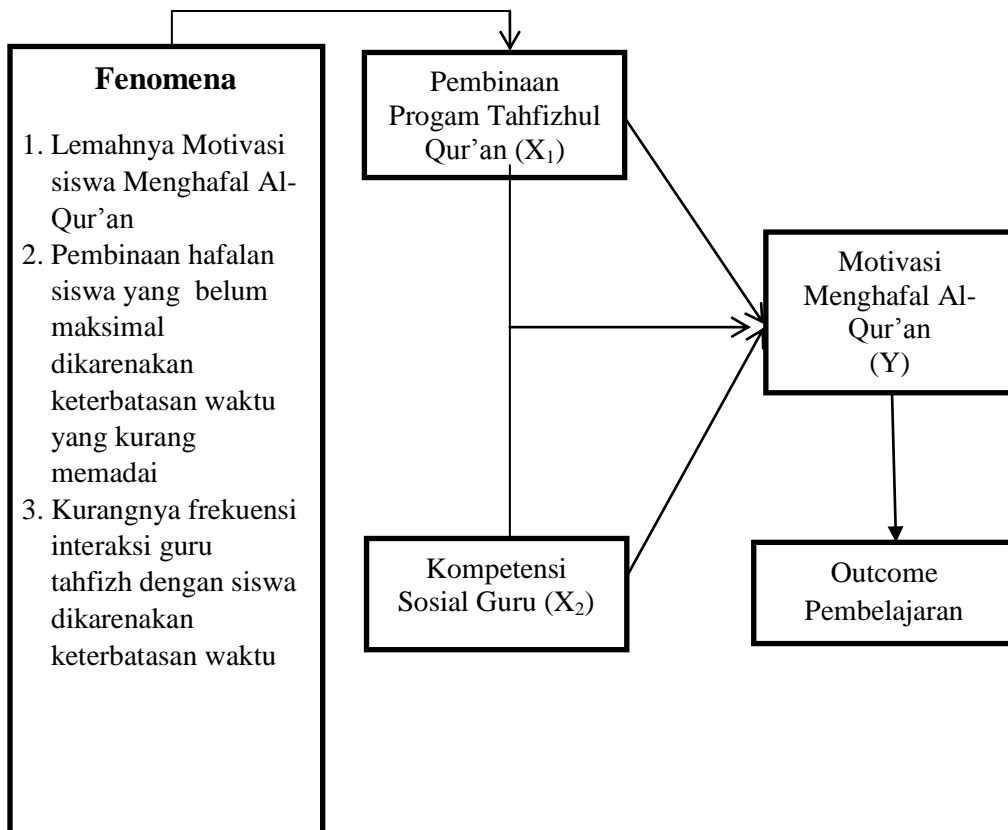 Fenomena
1. Lemahnya Motivasi
siswa Menghafal Al-
Qur’an
2. Pembinaan hafalan
siswa yang belum
maksimal
dikarenakan
keterbatasan waktu
yang kurang
memadai
3. Kurangnya frekuensi
interaksi guru
tahfizh dengan siswa
dikarenakan
keterbatasan waktu
Pembinaan
Progam Tahfizhul
Qur’an (X₁)
Kompetensi
Sosial Guru (X₂)
Motivasi
Menghafal Al-
Qur’an
(Y)
Outcome
Pembelajaran